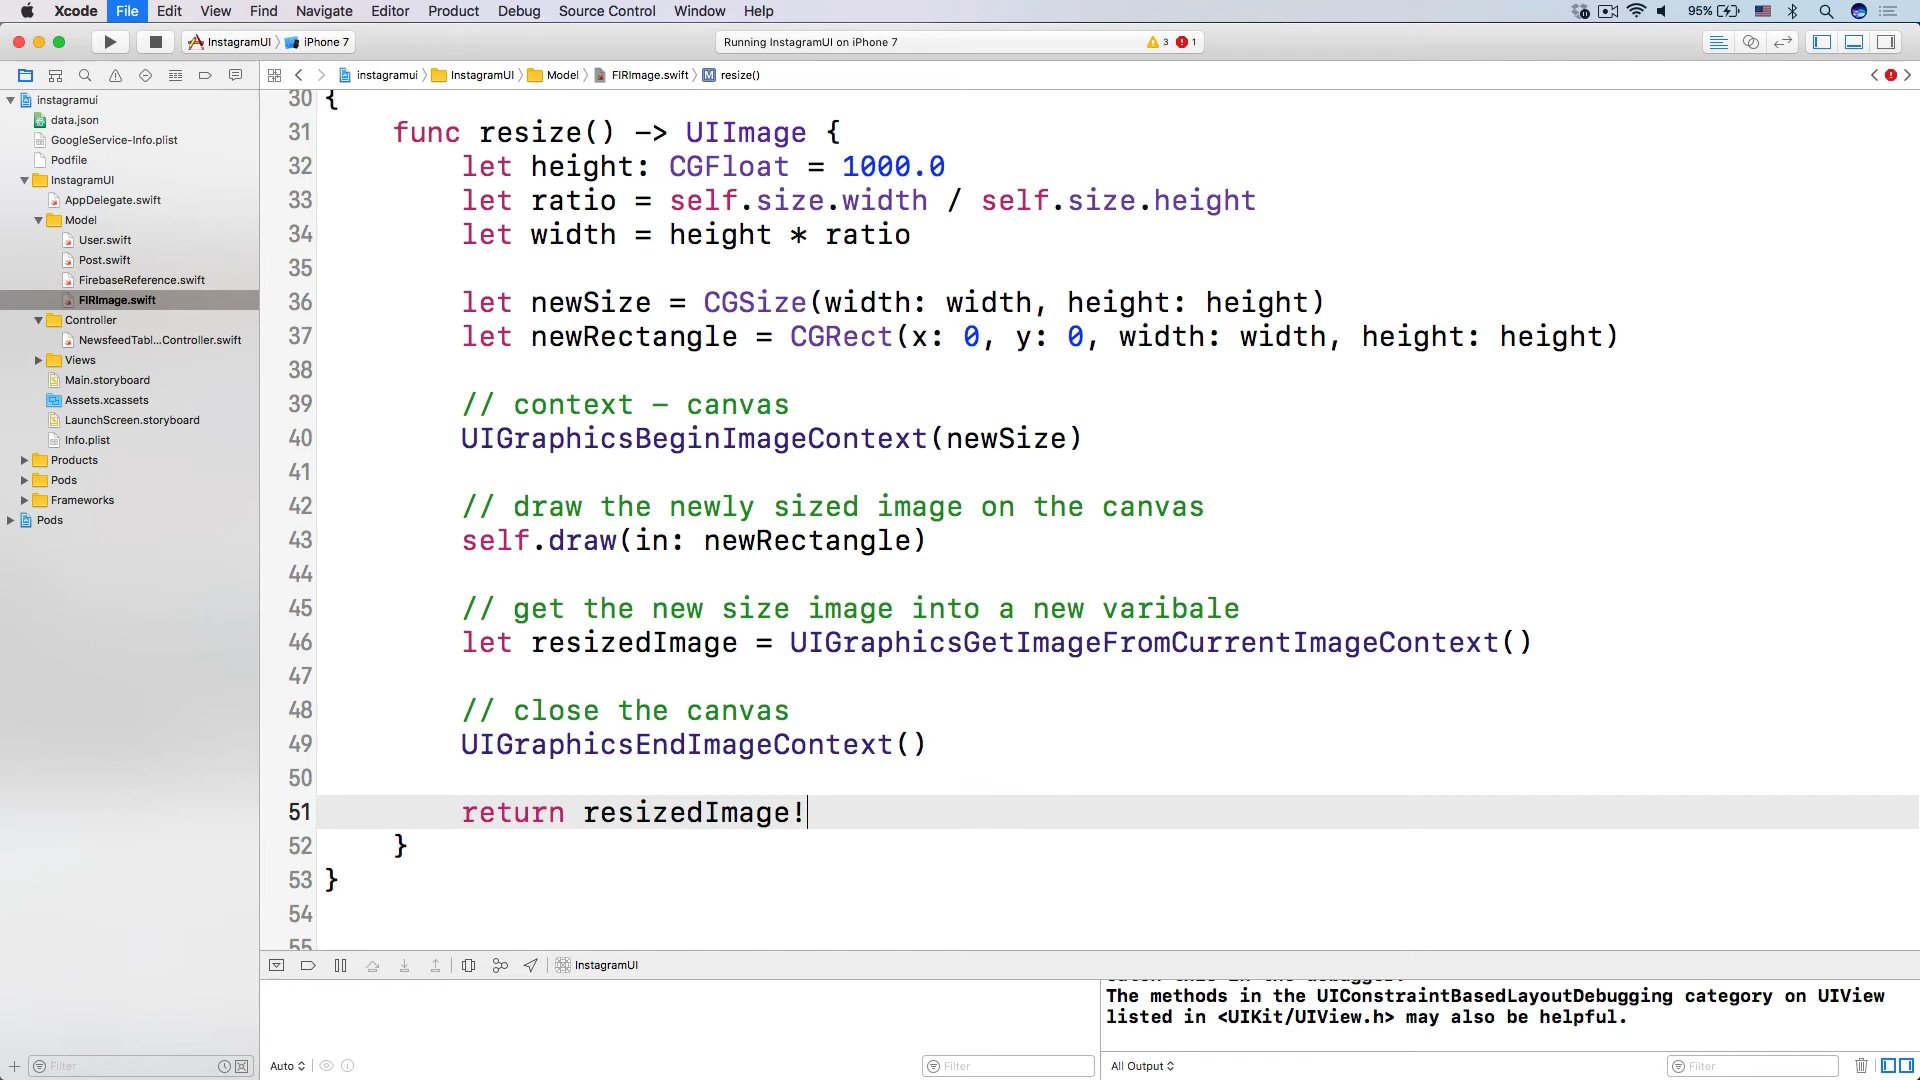 Xcode File Edit View Find Navigate Editor Product Debug Source Control Window Help 95%
InstagramUI iPhone 7 Running InstagramUI on iPhone 7 3 1
instagramui InstagramUI Model FIRImage.swift M resize()
instagramui
data.json
GoogleService-Info.plist
Podfile
InstagramUI
AppDelegate.swift
Model
User.swift
Post.swift
FirebaseReference.swift
FIRImage.swift
Controller
NewsfeedTabl...Controller.swift
Views
Main.storyboard
Assets.xcassets
LaunchScreen.storyboard
Info.plist
Products
Pods
Frameworks
Pods
Filter
30 {
31 func resize() -> UIImage {
32 let height: CGFloat = 1000.0
33 let ratio = self.size.width / self.size.height
34 let width = height * ratio
35
36 let newSize = CGSize(width: width, height: height)
37 let newRectangle = CGRect(x: 0, y: 0, width: width, height: height)
38
39 // context – canvas
40 UIGraphicsBeginImageContext(newSize)
41
42 // draw the newly sized image on the canvas
43 self.draw(in: newRectangle)
44
45 // get the new size image into a new varibale
46 let resizedImage = UIGraphicsGetImageFromCurrentImageContext()
47
48 // close the canvas
49 UIGraphicsEndImageContext()
50
51 return resizedImage!
52 }
53 }
54
55
InstagramUI
The methods in the UIConstraintBasedLayoutDebugging category on UIView
listed in <UIKit/UIView.h> may also be helpful.
Auto Filter All Output Filter